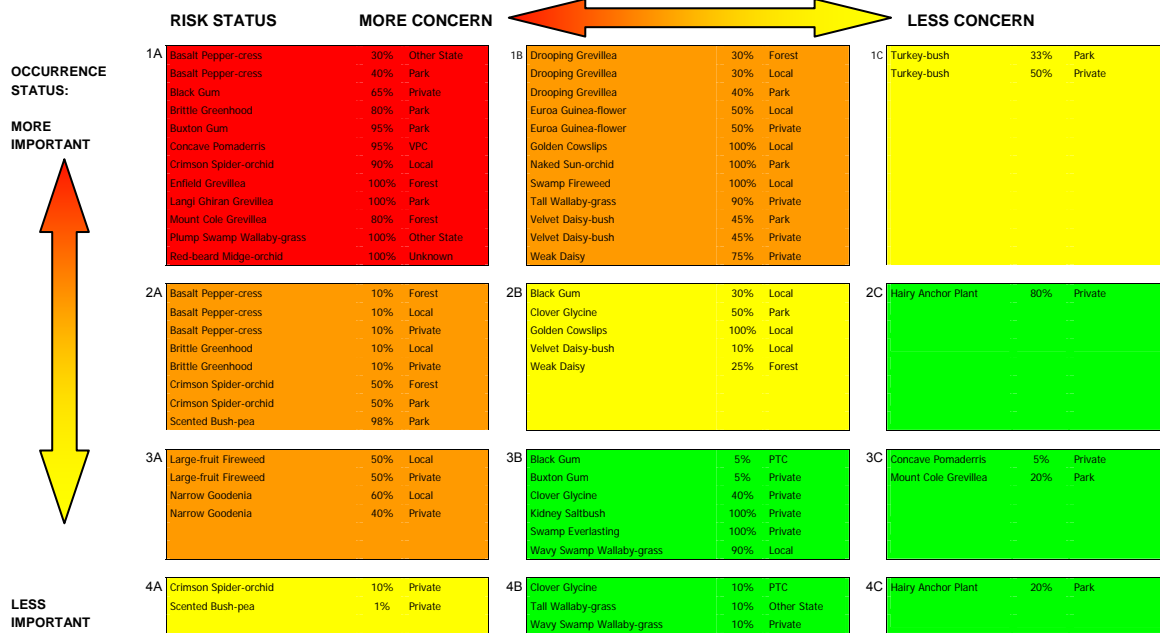 RISK STATUS MORE CONCERN LESS CONCERN
OCCURRENCE
STATUS:
MORE
IMPORTANT
1A Basalt Pepper-cress 30% Other State
Basalt Pepper-cress 40% Park
Black Gum 65% Private
Brittle Greenhood 80% Park
Buxton Gum 95% Park
Concave Pomaderris 95% VPC
Crimson Spider-orchid 90% Local
Enfield Grevillea 100% Forest
Langi Ghiran Grevillea 100% Park
Mount Cole Grevillea 80% Forest
Plump Swamp Wallaby-grass 100% Other State
Red-beard Midge-orchid 100% Unknown
1B Drooping Grevillea 30% Forest
Drooping Grevillea 30% Local
Drooping Grevillea 40% Park
Euroa Guinea-flower 50% Local
Euroa Guinea-flower 50% Private
Golden Cowslips 100% Local
Naked Sun-orchid 100% Park
Swamp Fireweed 100% Local
Tall Wallaby-grass 90% Private
Velvet Daisy-bush 45% Park
Velvet Daisy-bush 45% Private
Weak Daisy 75% Private
1C Turkey-bush 33% Park
Turkey-bush 50% Private
2A Basalt Pepper-cress 10% Forest
Basalt Pepper-cress 10% Local
Basalt Pepper-cress 10% Private
Brittle Greenhood 10% Local
Brittle Greenhood 10% Private
Crimson Spider-orchid 50% Forest
Crimson Spider-orchid 50% Park
Scented Bush-pea 98% Park
2B Black Gum 30% Local
Clover Glycine 50% Park
Golden Cowslips 100% Local
Velvet Daisy-bush 10% Local
Weak Daisy 25% Forest
2C Hairy Anchor Plant 80% Private
3A Large-fruit Fireweed 50% Local
Large-fruit Fireweed 50% Private
Narrow Goodenia 60% Local
Narrow Goodenia 40% Private
3B Black Gum 5% PTC
Buxton Gum 5% Private
Clover Glycine 40% Private
Kidney Saltbush 100% Private
Swamp Everlasting 100% Private
Wavy Swamp Wallaby-grass 90% Local
3C Concave Pomaderris 5% Private
Mount Cole Grevillea 20% Park
LESS
IMPORTANT
4A Crimson Spider-orchid 10% Private
Scented Bush-pea 1% Private
4B Clover Glycine 10% PTC
Tall Wallaby-grass 10% Other State
Wavy Swamp Wallaby-grass 10% Private
4C Hairy Anchor Plant 20% Park